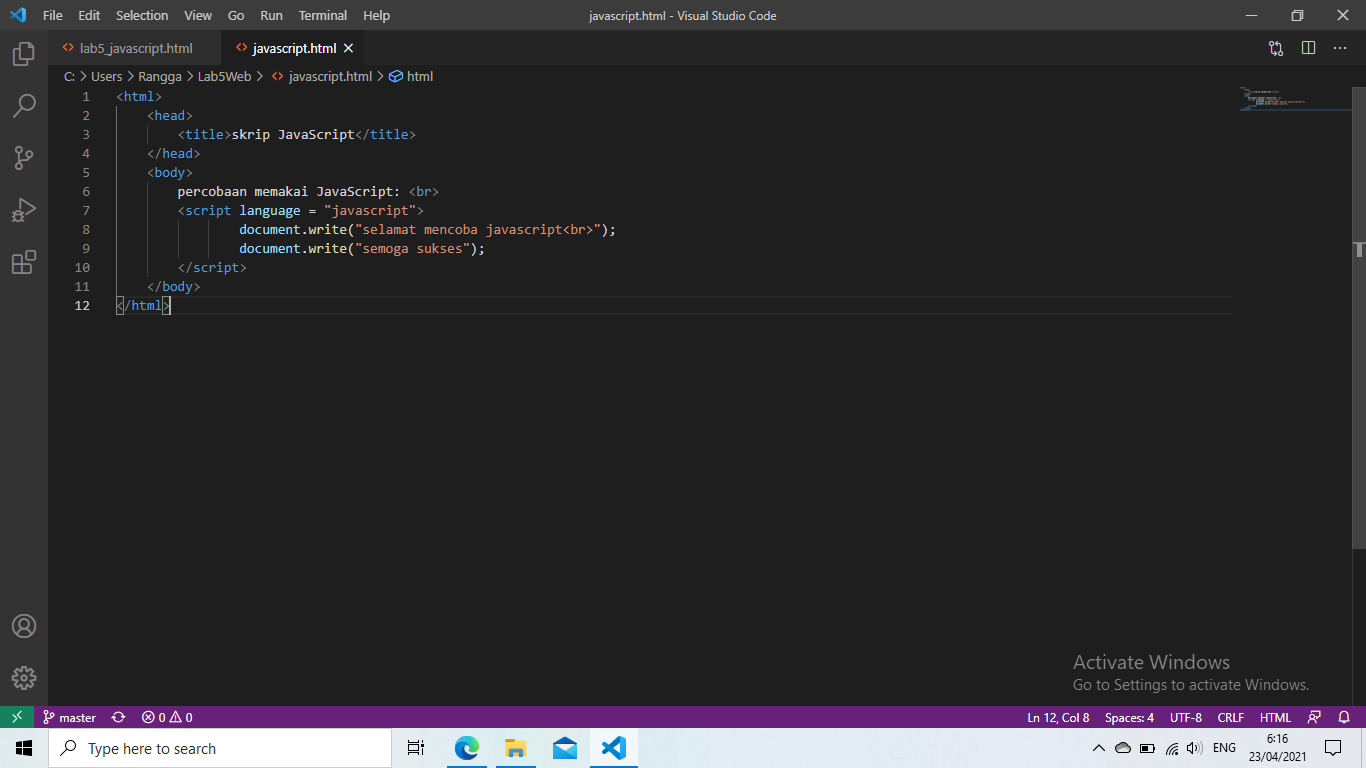 File Edit Selection View Go Run Terminal Help javascript.html - Visual Studio Code
lab5_javascript.html javascript.html
C: > Users > Rangga > Lab5Web > javascript.html > html
1 <html>
2 <head>
3 <title>skrip JavaScript</title>
4 </head>
5 <body>
6 percobaan memakai JavaScript: <br>
7 <script language = "javascript">
8 document.write("selamat mencoba javascript<br>");
9 document.write("semoga sukses");
10 </script>
11 </body>
12 </html>
Activate Windows
Go to Settings to activate Windows.
master 0 0 Ln 12, Col 8 Spaces: 4 UTF-8 CRLF HTML
Type here to search ENG 6:16
23/04/2021